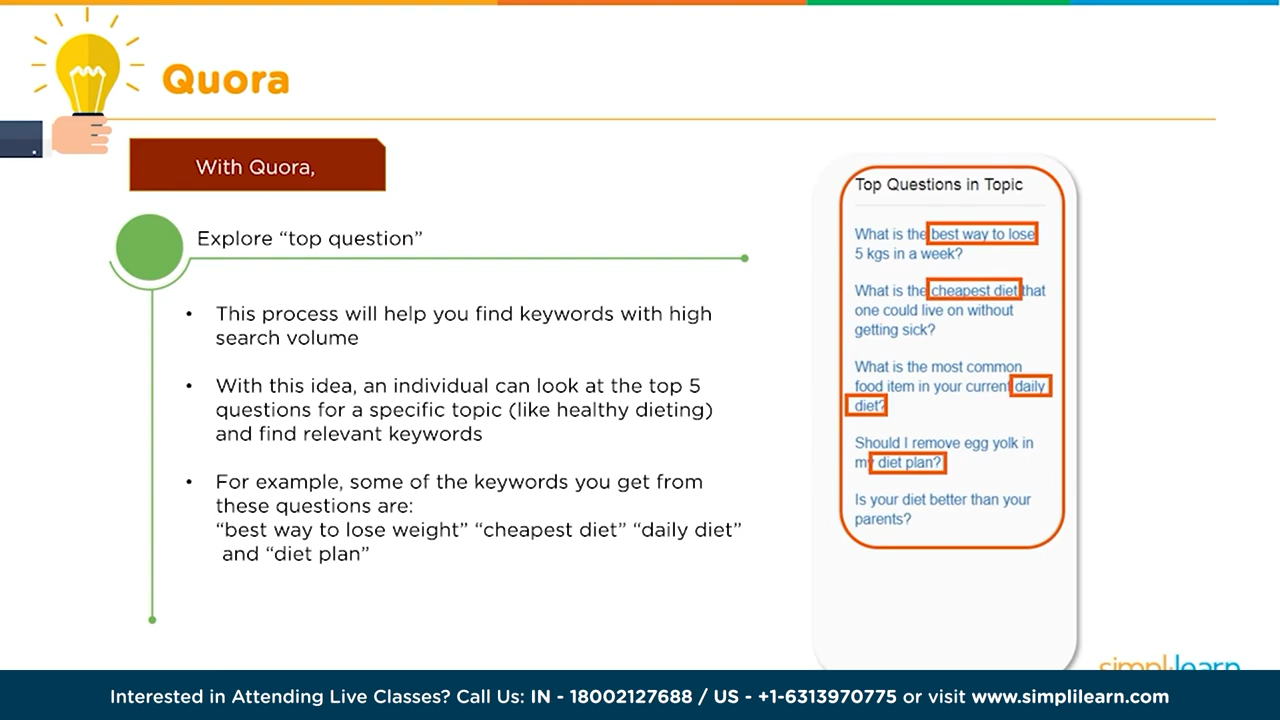 Quora
With Quora,
Explore “top question”
• This process will help you find keywords with high
search volume
• With this idea, an individual can look at the top 5
questions for a specific topic (like healthy dieting)
and find relevant keywords
• For example, some of the keywords you get from
these questions are:
“best way to lose weight” “cheapest diet” “daily diet”
and “diet plan”
Top Questions in Topic
What is the best way to lose
5 kgs in a week?
What is the cheapest diet that
one could live on without
getting sick?
What is the most common
food item in your current daily
diet?
Should I remove egg yolk in
my diet plan?
Is your diet better than your
parents?
simplilearn
Interested in Attending Live Classes? Call Us: IN - 18002127688 / US - +1-6313970775 or visit www.simplilearn.com